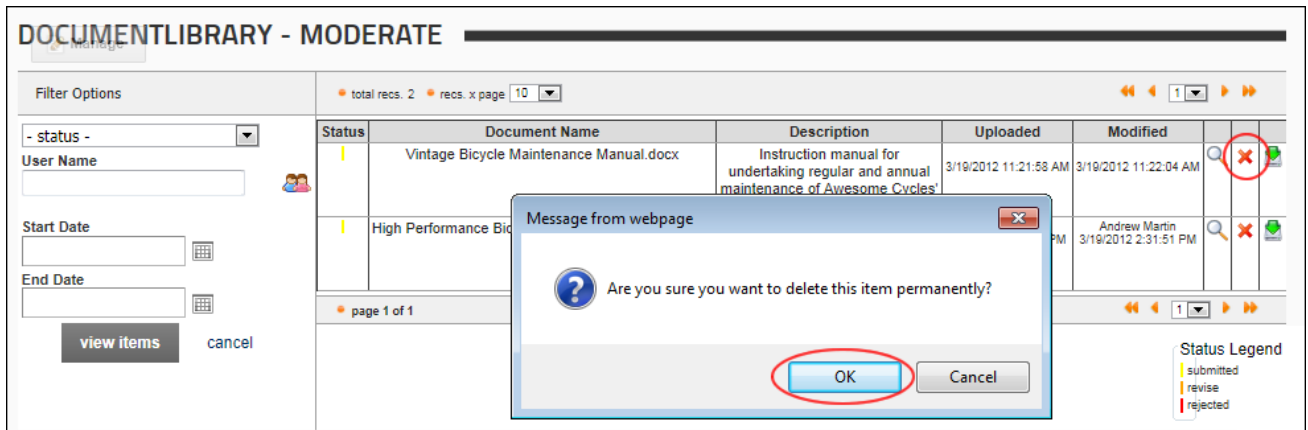 DOCUMENTLIBRARY - MODERATE
Manage
Filter Options
total recs. 2 recs. x page 10
1
- status -
User Name
Start Date
End Date
view items cancel
Status Document Name Description Uploaded Modified
Vintage Bicycle Maintenance Manual.docx
Instruction manual for
undertaking regular and annual
maintenance of Awesome Cycles'
3/19/2012 11:21:58 AM 3/19/2012 11:22:04 AM
High Performance Bic
PM
Andrew Martin
3/19/2012 2:31:51 PM
Message from webpage
Are you sure you want to delete this item permanently?
OK Cancel
page 1 of 1
1
Status Legend
submitted
revise
rejected